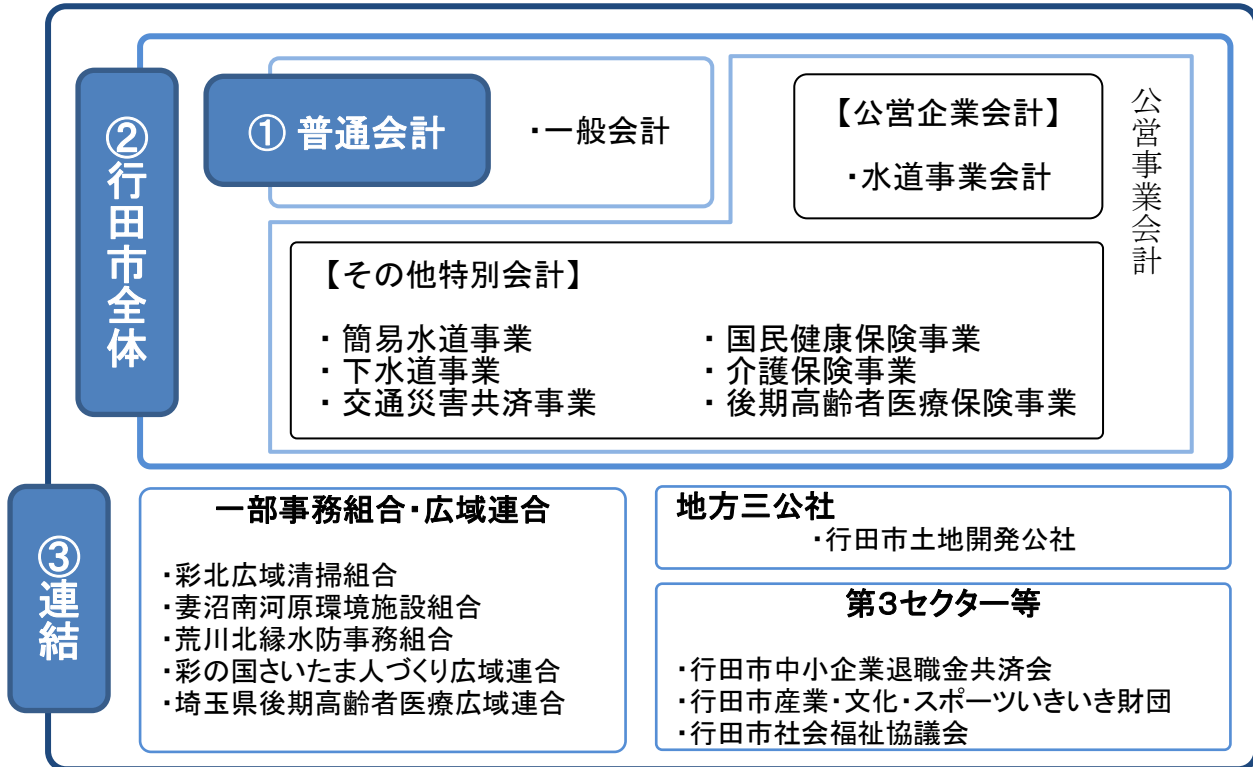 ②行田市全体
① 普通会計
・一般会計
【公営企業会計】
・水道事業会計
公営事業会計
【その他特別会計】
・ 簡易水道事業
・ 下水道事業
・ 交通災害共済事業
・ 国民健康保険事業
・ 介護保険事業
・ 後期高齢者医療保険事業
③連結
一部事務組合・広域連合
・彩北広域清掃組合
・妻沼南河原環境施設組合
・荒川北縁水防事務組合
・彩の国さいたま人づくり広域連合
・埼玉県後期高齢者医療広域連合
地方三公社
・行田市土地開発公社
第3セクター等
・行田市中小企業退職金共済会
・行田市産業・文化・スポーツいきいき財団
・行田市社会福祉協議会